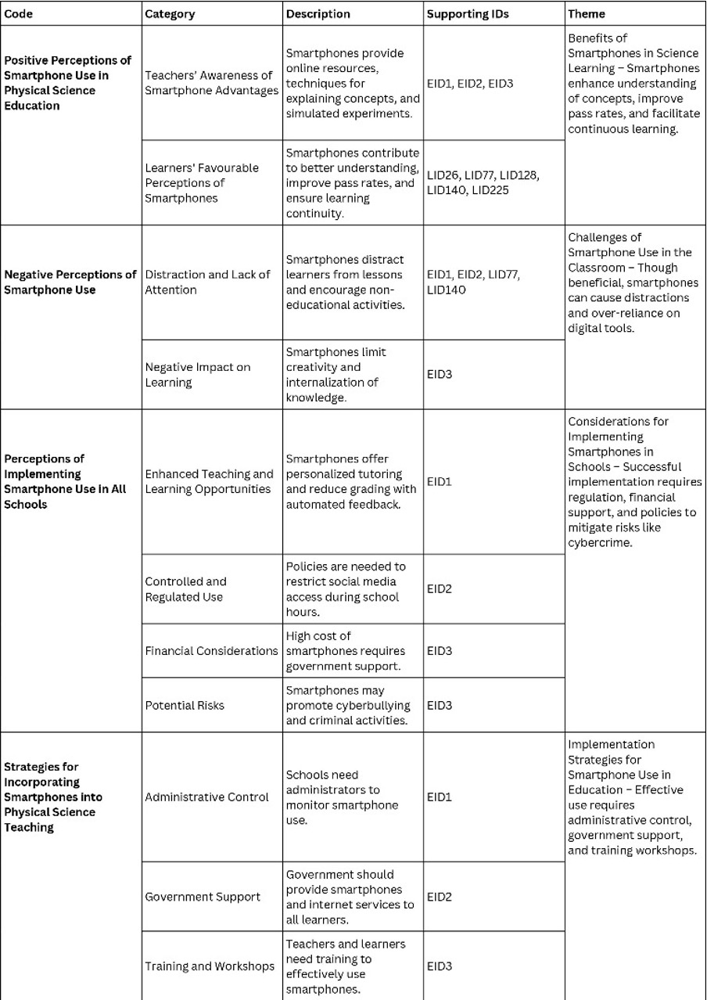 Code
Category
Description
Supporting IDs
Theme
Positive Perceptions of
Smartphone Use in
Physical Science
Education
Teachers' Awareness of
Smartphone Advantages
Smartphones provide
online resources,
techniques for
explaining concepts, and
simulated experiments.
EID1, EID2, EID3
Benefits of
Smartphones in Science
Learning – Smartphones
enhance understanding
of concepts, improve
pass rates, and facilitate
continuous learning.
Learners' Favourable
Perceptions of
Smartphones
Smartphones contribute
to better understanding,
improve pass rates, and
ensure learning
continuity.
LID26, LID77, LID128,
LID140, LID225
Negative Perceptions of
Smartphone Use
Distraction and Lack of
Attention
Smartphones distract
learners from lessons
and encourage non-
educational activities.
EID1, EID2, LID77,
LID140
Challenges of
Smartphone Use in the
Classroom – Though
beneficial, smartphones
can cause distractions
and over-reliance on
digital tools.
Negative Impact on
Learning
Smartphones limit
creativity and
internalization of
knowledge.
EID3
Perceptions of
Implementing
Smartphone Use in All
Schools
Enhanced Teaching and
Learning Opportunities
Smartphones offer
personalized tutoring
and reduce grading with
automated feedback.
EID1
Considerations for
Implementing
Smartphones in
Schools – Successful
implementation requires
regulation, financial
support, and policies to
mitigate risks like
cybercrime.
Controlled and
Regulated Use
Policies are needed to
restrict social media
access during school
hours.
EID2
Financial Considerations
High cost of
smartphones requires
government support.
EID3
Potential Risks
Smartphones may
promote cyberbullying
and criminal activities.
EID3
Strategies for
Incorporating
Smartphones into
Physical Science
Teaching
Administrative Control
Schools need
administrators to
monitor smartphone
use.
EID1
Implementation
Strategies for
Smartphone Use in
Education – Effective
use requires
administrative control,
government support,
and training workshops.
Government Support
Government should
provide smartphones
and internet services to
all learners.
EID2
Training and Workshops
Teachers and learners
need training to
effectively use
smartphones.
EID3